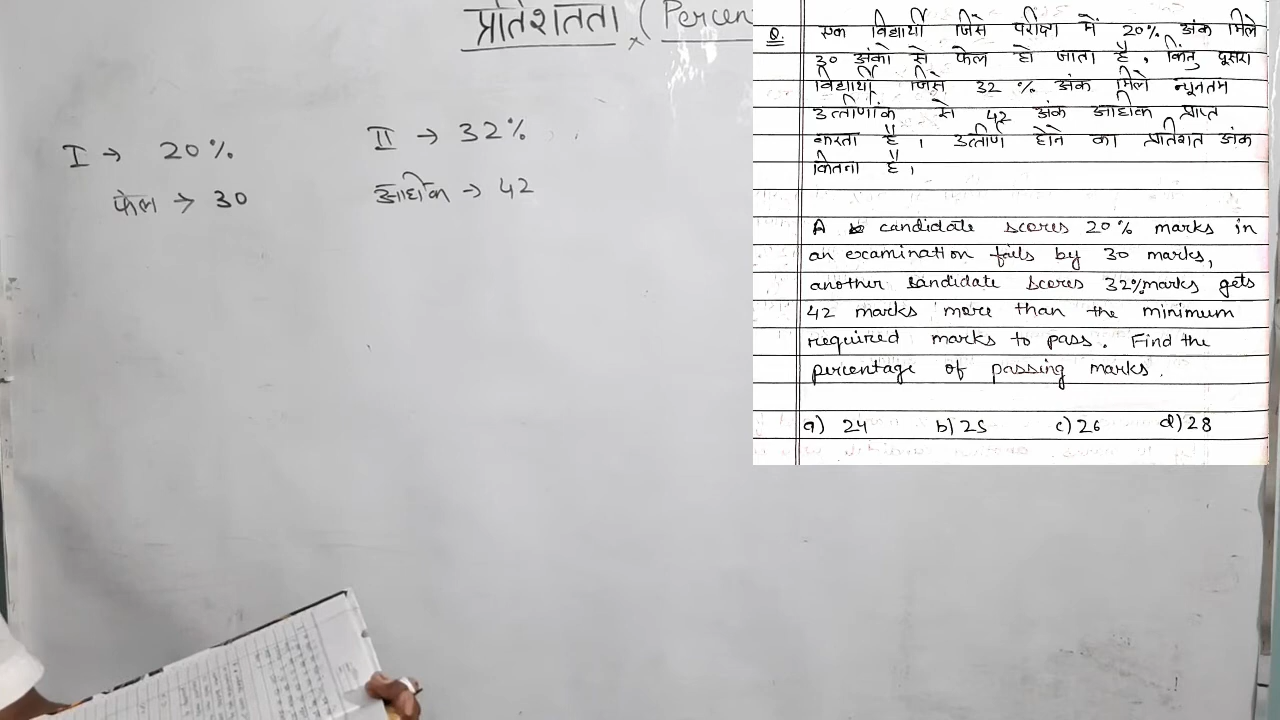 प्रतिशतता ( Percen
I → 20%
फेल → 30
II → 32%
अधिक → 42
Q. एक विद्यार्थी जिसे परीक्षा में 20% अंक मिले
30 अंको से फेल हो जाता है, किंतु दूसरा
विद्यार्थी जिसे 32 % अंक मिले न्यूनतम
उत्तीर्णांक से 42 अंक अधिक प्राप्त
करता है । उत्तीर्ण होने का प्रतिशत अंक
कितना है ।
A candidate scores 20% marks in
an examination fails by 30 marks,
another candidate scores 32% marks gets
42 marks more than the minimum
required marks to pass. Find the
percentage of passing marks.
a) 24 b) 25 c) 26 d) 28